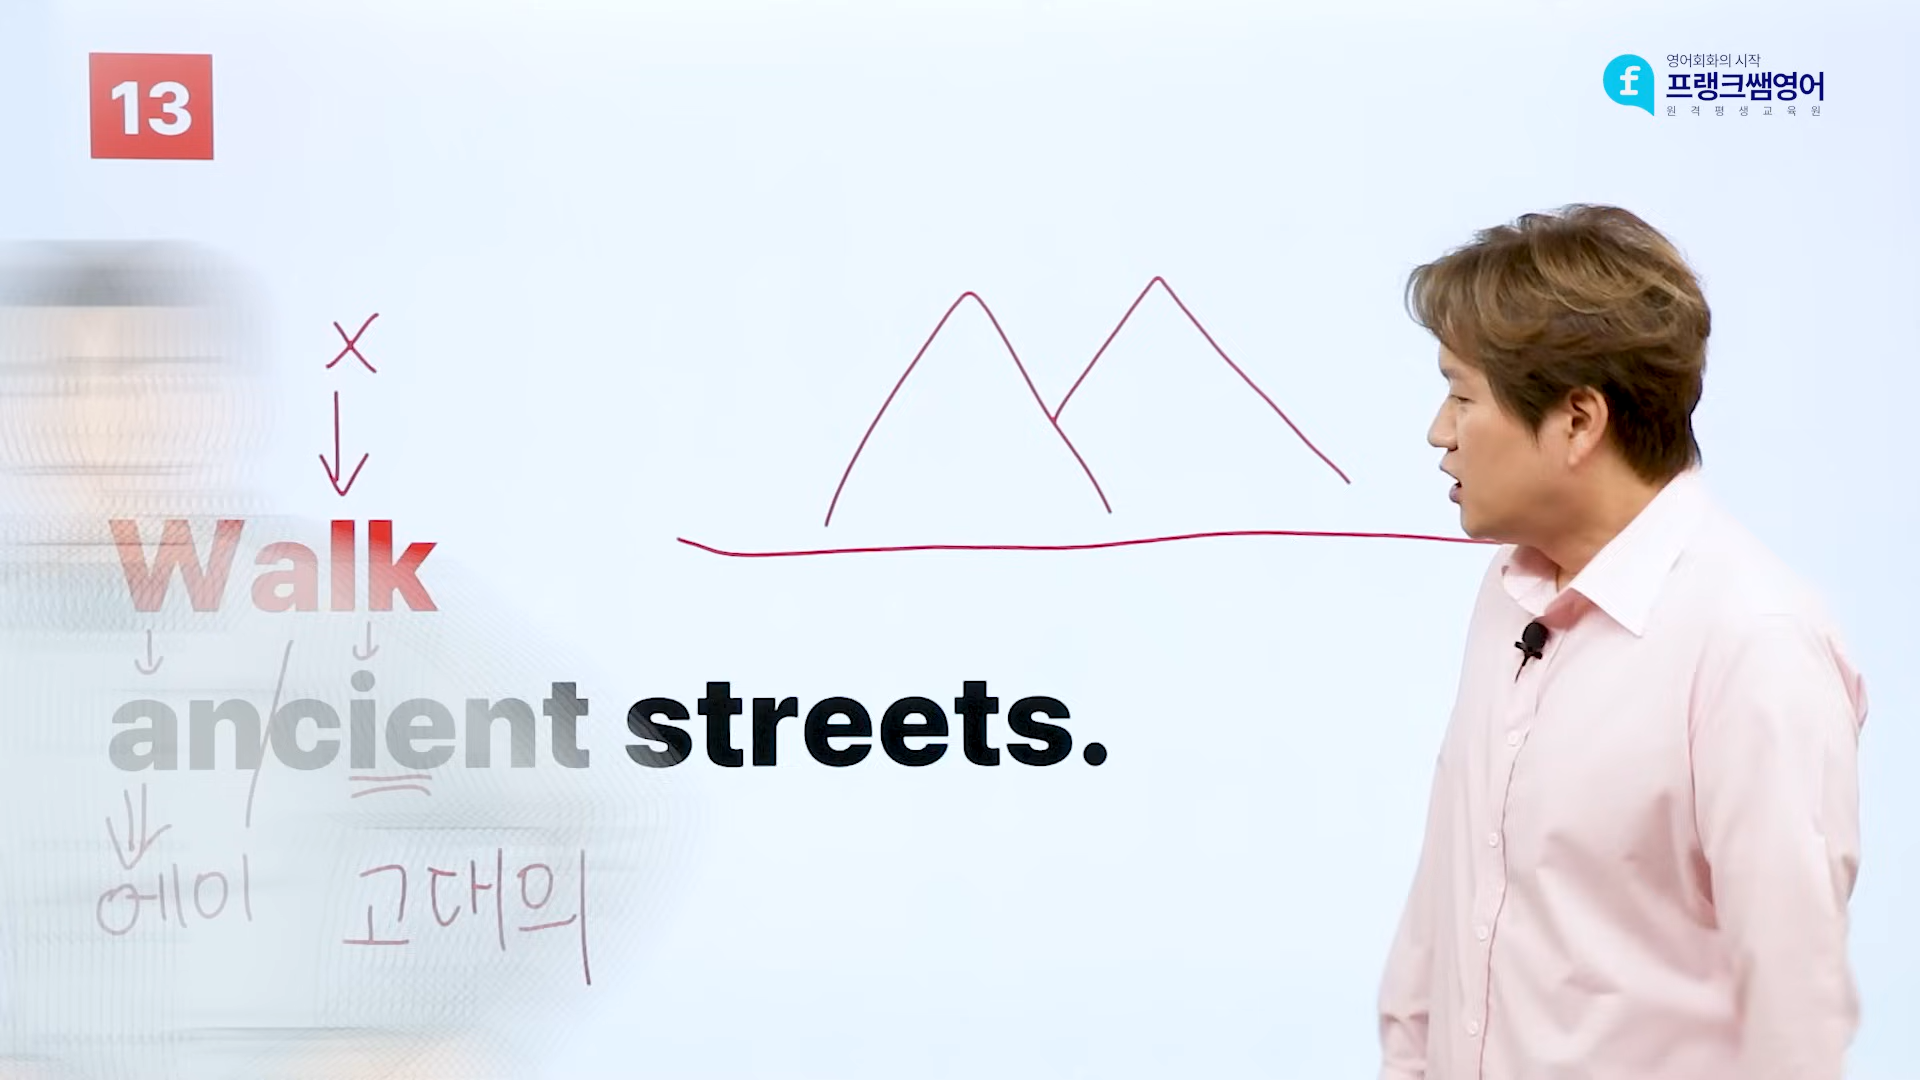 13
영어회화의 시작
프랭크쌤영어
원격평생교육원
x
Walk
ancient streets.
에이 고대의